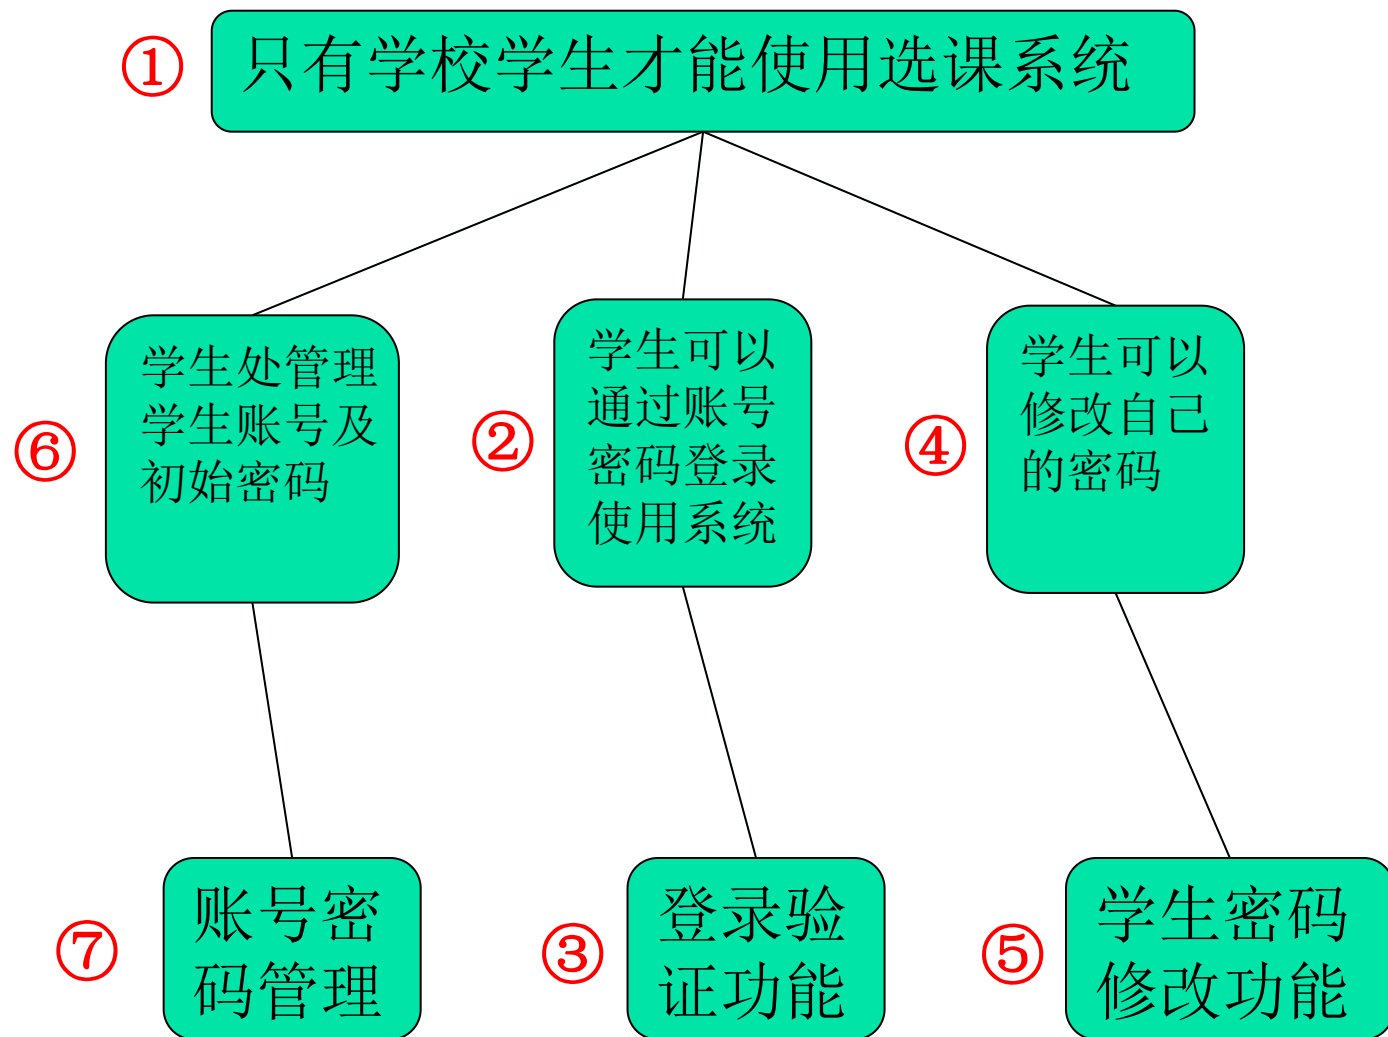 ①
只有学校学生才能使用选课系统
⑥
学生处管理
学生账号及
初始密码
②
学生可以
通过账号
密码登录
使用系统
④
学生可以
修改自己
的密码
⑦
账号密
码管理
③
登录验
证功能
⑤
学生密码
修改功能